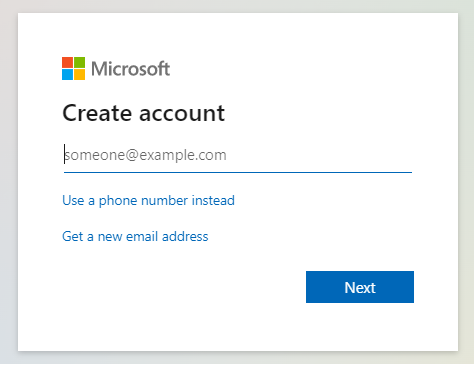 Microsoft
Create account
someone@example.com
Use a phone number instead
Get a new email address
Next